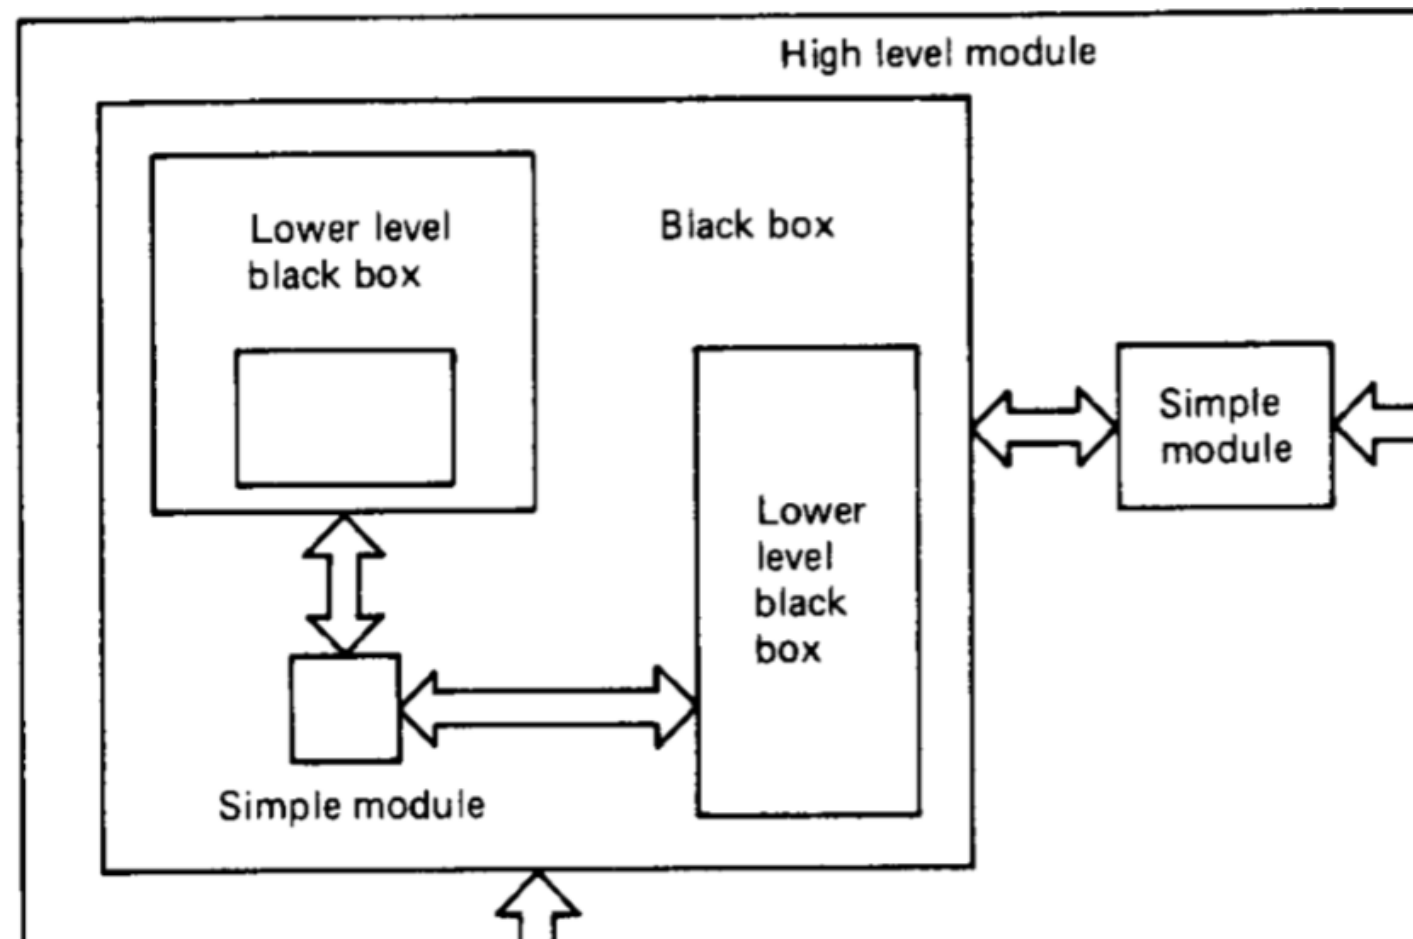 High level module
Lower level
black box
Black box
Simple
module
Lower
level
black
box
Simple module